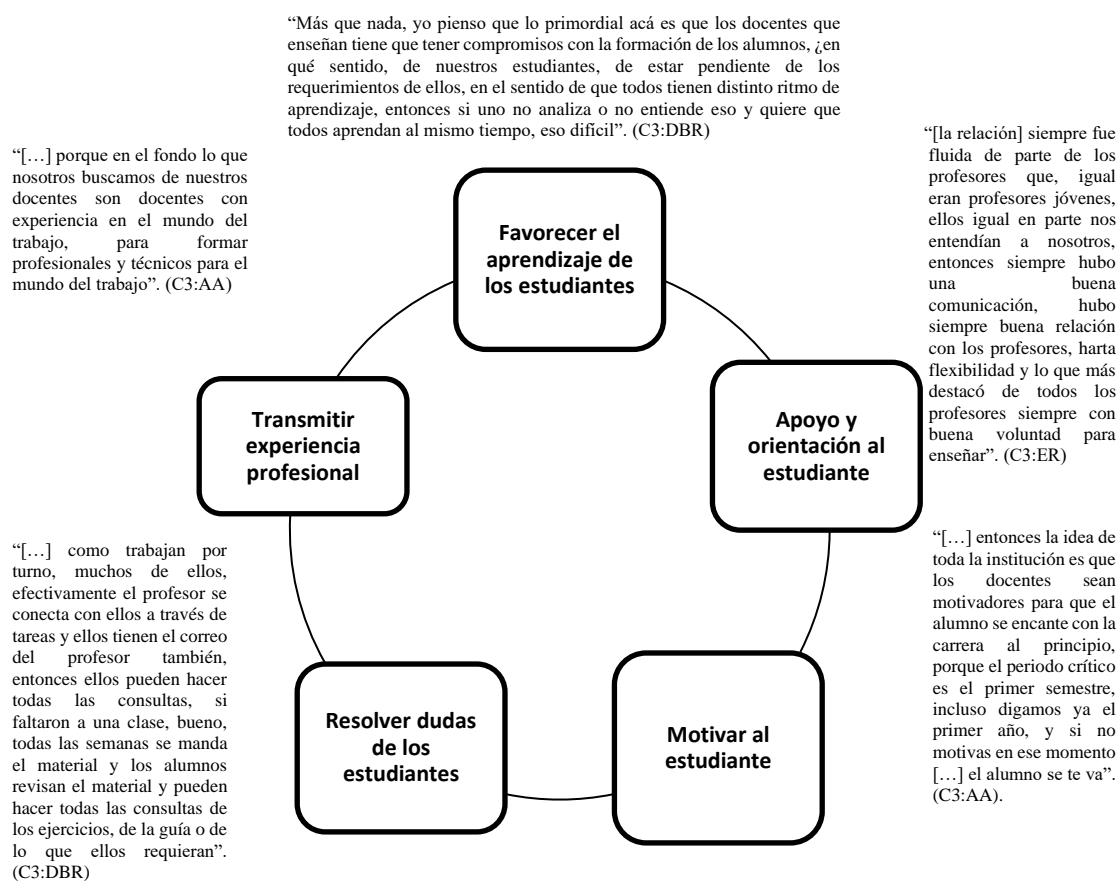 “Más que nada, yo pienso que lo primordial acá es que los docentes que
enseñan tiene que tener compromisos con la formación de los alumnos, ¿en
qué sentido, de nuestros estudiantes, de estar pendiente de los
requerimientos de ellos, en el sentido de que todos tienen distinto ritmo de
aprendizaje, entonces si uno no analiza o no entiende eso y quiere que
todos aprendan al mismo tiempo, eso difícil”. (C3:DBR)
“[…] porque en el fondo lo que
nosotros buscamos de nuestros
docentes son docentes con
experiencia en el mundo del
trabajo, para formar
profesionales y técnicos para el
mundo del trabajo”. (C3:AA)
Favorecer el
aprendizaje de
los estudiantes
“[la relación] siempre fue
fluida de parte de los
profesores que, igual
eran profesores jóvenes,
ellos igual en parte nos
entendían a nosotros,
entonces siempre hubo
una buena
comunicación, hubo
siempre buena relación
con los profesores, harta
flexibilidad y lo que más
destacó de todos los
profesores siempre con
buena voluntad para
enseñar”. (C3:ER)
Transmitir
experiencia
profesional
Apoyo y
orientación al
estudiante
“[…] como trabajan por
turno, muchos de ellos,
efectivamente el profesor se
conecta con ellos a través de
tareas y ellos tienen el correo
del profesor también,
entonces ellos pueden hacer
todas las consultas, si
faltaron a una clase, bueno,
todas las semanas se manda
el material y los alumnos
revisan el material y pueden
hacer todas las consultas de
los ejercicios, de la guía o de
lo que ellos requieran”.
(C3:DBR)
Resolver dudas
de los
estudiantes
Motivar al
estudiante
“[…] entonces la idea de
toda la institución es que
los docentes sean
motivadores para que el
alumno se encante con la
carrera al principio,
porque el periodo crítico
es el primer semestre,
incluso digamos ya el
primer año, y si no
motivas en ese momento
[…] el alumno se te va”.
(C3:AA).